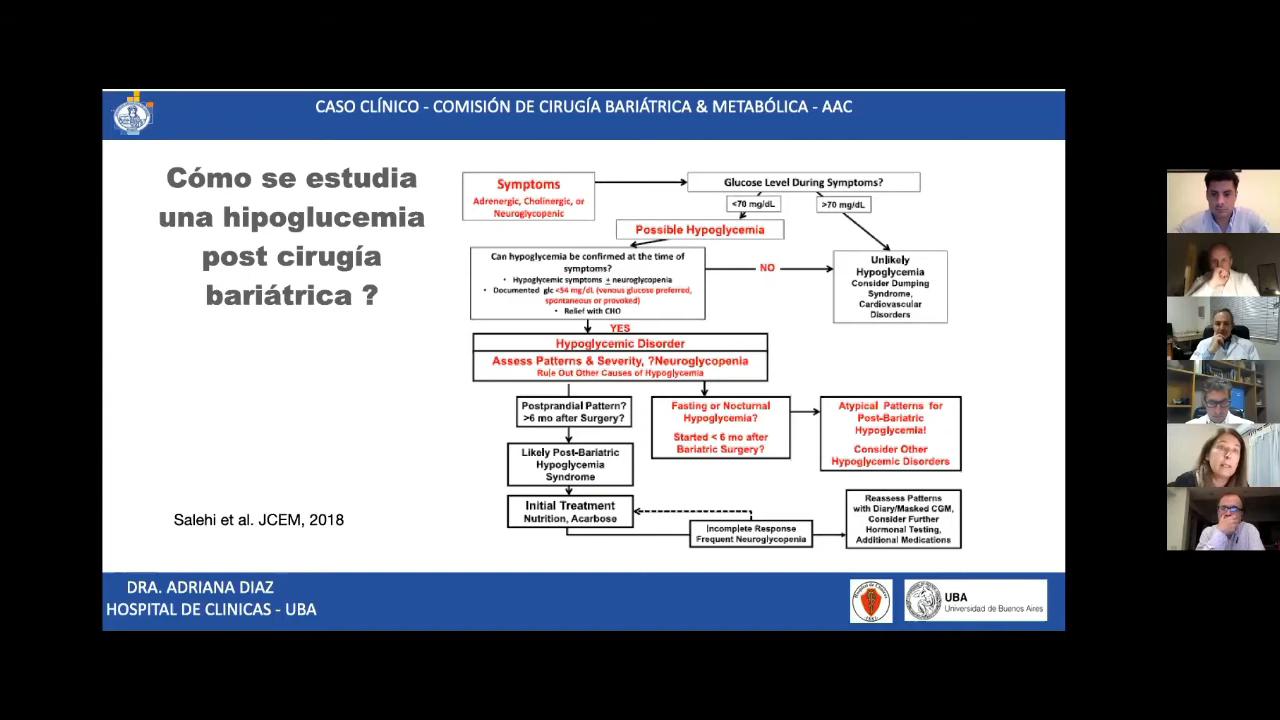 CASO CLÍNICO - COMISIÓN DE CIRUGÍA BARIÁTRICA & METABÓLICA - AAC
Cómo se estudia
una hipoglucemia
post cirugía
bariátrica ?
Symptoms
Adrenergic, Cholinergic, or
Neuroglycopenic
Glucose Level During Symptoms?
<70 mg/dL
>70 mg/dL
Possible Hypoglycemia
Can hypoglycemia be confirmed at the time of
symptoms?
• Hypoglycemic symptoms ± neuroglycopenia
• Documented glc <54 mg/dl (venous glucose preferred,
spontaneous or provoked)
• Relief with CHO
NO
Unlikely
Hypoglycemia
Consider Dumping
Syndrome,
Cardiovascular
Disorders
YES
Hypoglycemic Disorder
Assess Patterns & Severity, ?Neuroglycopenia
Rule Out Other Causes of Hypoglycemia
Postprandial Pattern?
>6 mo after Surgery?
Fasting or Nocturnal
Hypoglycemia?
Started < 6 mo after
Bariatric Surgery?
Atypical Patterns for
Post-Bariatric
Hypoglycemia!
Consider Other
Hypoglycemic Disorders
Likely Post-Bariatric
Hypoglycemia
Syndrome
Initial Treatment
Nutrition, Acarbose
Incomplete Response
Frequent Neuroglycopenia
Reassess Patterns
with Diary/Masked CGM,
Consider Further
Hormonal Testing,
Additional Medications
Salehi et al. JCEM, 2018
DRA. ADRIANA DIAZ
HOSPITAL DE CLINICAS - UBA
UBA
Universidad de Buenos Aires